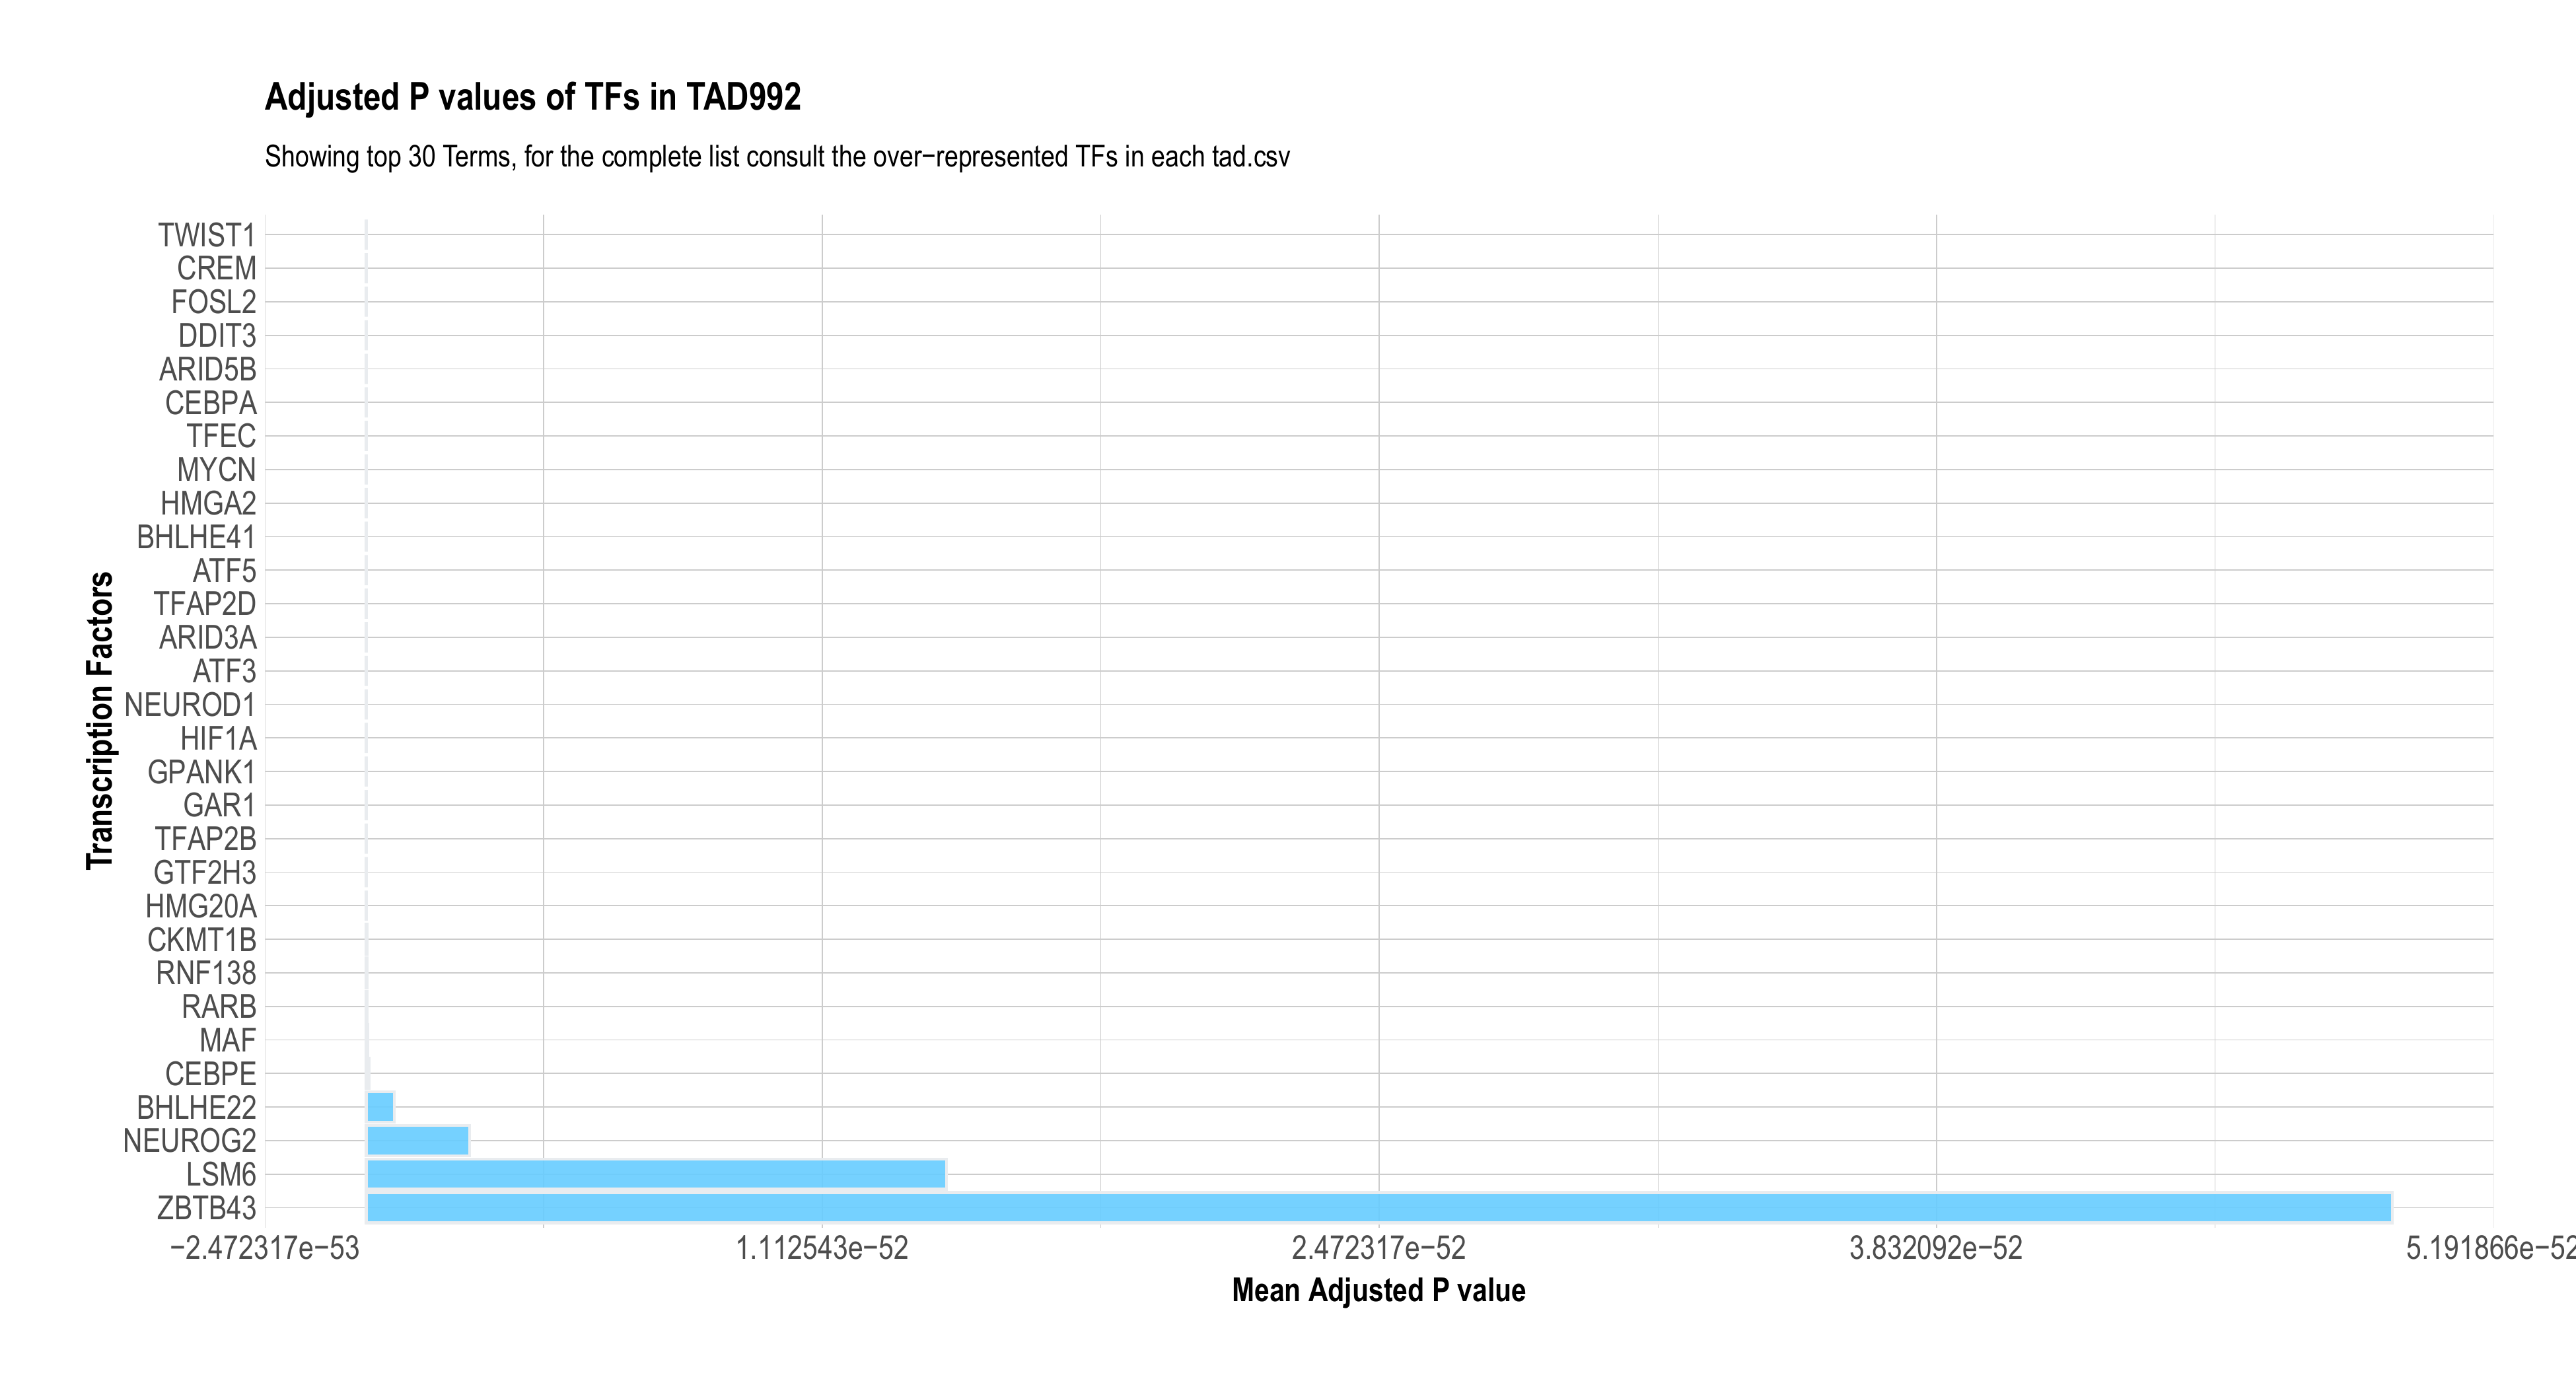 Adjusted P values of TFs in TAD992
Showing top 30 Terms, for the complete list consult the over−represented TFs in each tad.csv
Transcription Factors
TWIST1
CREM
FOSL2
DDIT3
ARID5B
CEBPA
TFEC
MYCN
HMGA2
BHLHE41
ATF5
TFAP2D
ARID3A
ATF3
NEUROD1
HIF1A
GPANK1
GAR1
TFAP2B
GTF2H3
HMG20A
CKMT1B
RNF138
RARB
MAF
CEBPE
BHLHE22
NEUROG2
LSM6
ZBTB43
−2.472317e−53 1.112543e−52 2.472317e−52 3.832092e−52 5.191866e−52
Mean Adjusted P value